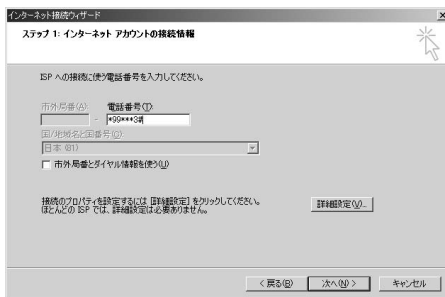 インターネット接続ウィザード
ステップ 1: インターネット アカウントの接続情報
ISP への接続に使う電話番号を入力してください。
市外局番(A): 電話番号(T):
- *99***3#
国/地域名と国番号(C):
日本 (81)
市外局番とダイヤル情報を使う(U)
接続のプロパティを設定するには [詳細設定] をクリックしてください。
ほとんどの ISP では、詳細設定は必要ありません。
詳細設定(V)...
< 戻る(B) 次へ(N) > キャンセル